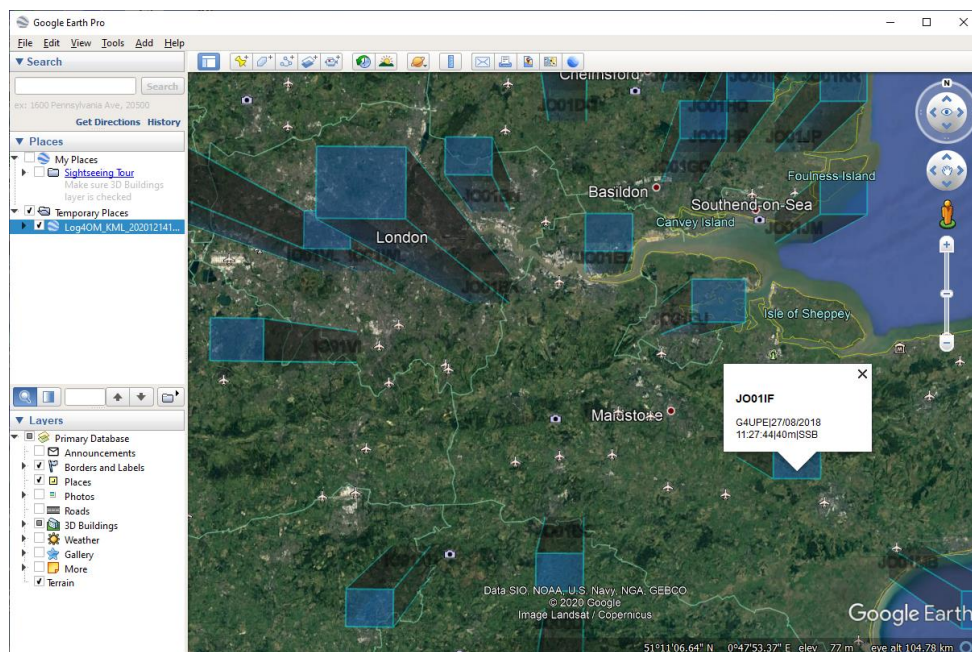 Google Earth Pro
File Edit View Tools Add Help
Search
Search
ex: 1600 Pennsylvania Ave, 20500
Get Directions History
Places
My Places
Sightseeing Tour
Make sure 3D Buildings
layer is checked
Temporary Places
Log4OM_KML_202012141...
Layers
Primary Database
Announcements
Borders and Labels
Places
Photos
Roads
3D Buildings
Weather
Gallery
More
Terrain
N
Chelmsford
JO01HQ
JO01HP
JO01JP
Foulness Island
Basildon
Southend-on-Sea
Canvey Island
JO01JM
London
Isle of Sheppey
JO01IF
G4UPE|27/08/2018
11:27:44|40m|SSB
Maidstone
Data SIO, NOAA, U.S. Navy, NGA, GEBCO
© 2020 Google
Image Landsat / Copernicus
Google Earth
51°11'06.64" N 0°47'53.37" E elev 77 m eye alt 104.78 km